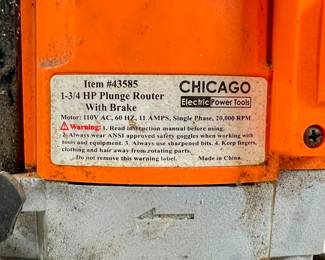 Item #43585
1-3/4 HP Plunge Router
With Brake
CHICAGO
Electric Power Tools
Motor: 110V AC, 60 HZ, 11 AMPS, Single Phase, 20,000 RPM
Warning: 1. Read instruction manual before using.
2. Always wear ANSI approved safety goggles when working with
tools and equipment. 3. Always use sharpened bits. 4. Keep fingers,
clothing and hair away from rotating parts.
Do not remove this warning label. Made in China.